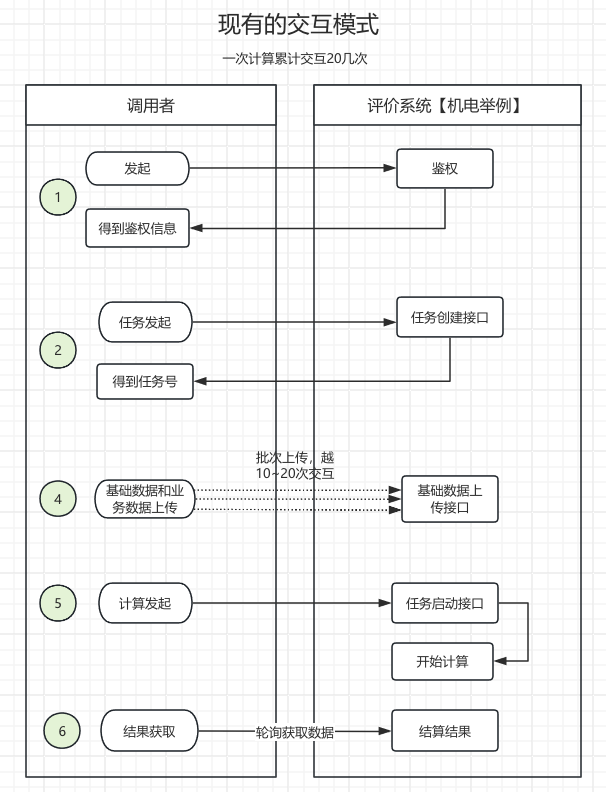 现有的交互模式
一次计算累计交互20几次
调用者
评价系统【机电举例】
1
发起
鉴权
得到鉴权信息
2
任务发起
任务创建接口
得到任务号
批次上传，越
10~20次交互
4
基础数据和业
务数据上传
基础数据上
传接口
5
计算发起
任务启动接口
开始计算
6
结果获取
轮询获取数据
结算结果